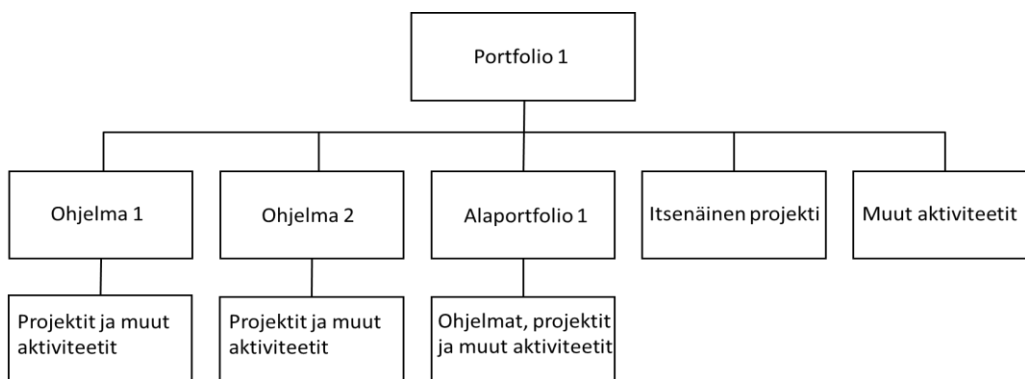 Portfolio 1
Ohjelma 1
Ohjelma 2
Alaportfolio 1
Itsenäinen projekti
Muut aktiviteetit
Projektit ja muut
aktiviteetit
Projektit ja muut
aktiviteetit
Ohjelmat, projektit
ja muut aktiviteetit